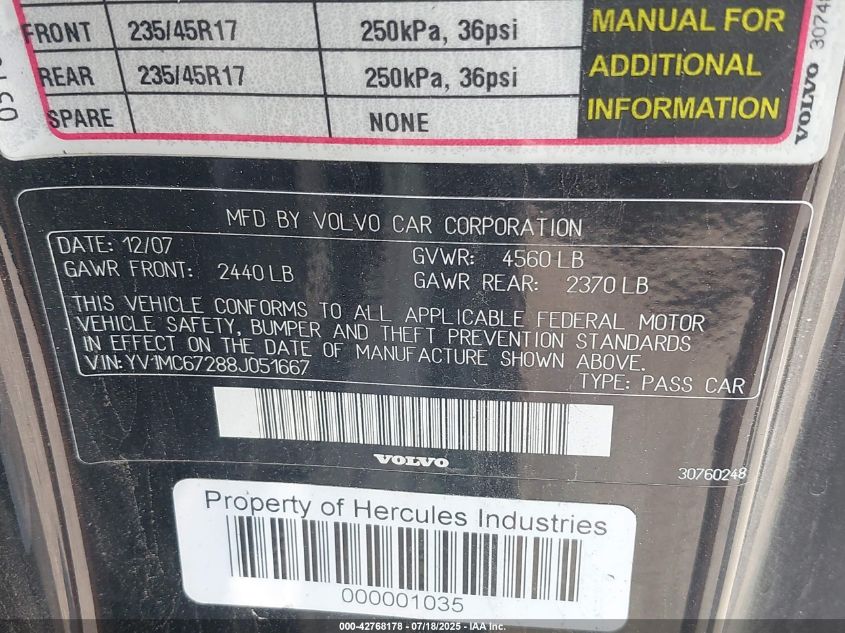 FRONT 235/45R17 250kPa, 36psi
REAR 235/45R17 250kPa, 36psi
SPARE NONE
MANUAL FOR
ADDITIONAL
INFORMATION
VOLVO
MFD BY VOLVO CAR CORPORATION
DATE: 12/07 GVWR: 4560 LB
GAWR FRONT: 2440 LB GAWR REAR: 2370 LB
THIS VEHICLE CONFORMS TO ALL APPLICABLE FEDERAL MOTOR
VEHICLE SAFETY, BUMPER AND THEFT PREVENTION STANDARDS
IN EFFECT ON THE DATE OF MANUFACTURE SHOWN ABOVE.
VIN: YV1MC67288J051667
TYPE: PASS CAR
VOLVO
30760248
Property of Hercules Industries
000001035
000-42768178 - 07/18/2025 - IAA Inc.